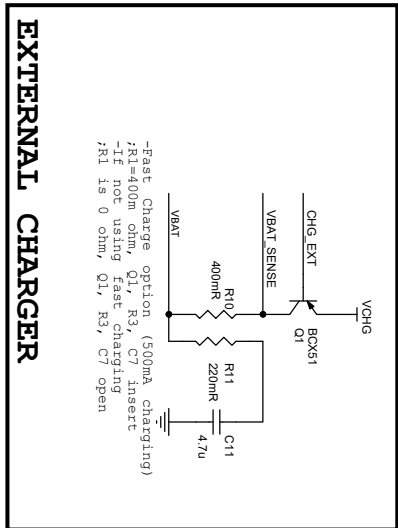 VCHG
BCX51
Q1
CHG_EXT
VBAT_SENSE
R10
400mR
R11
220mR
C11
4.7u
VBAT
-Fast Charge option (500mA charging)
;R1=400m ohm, Q1, R3, C7 insert
-If not using fast charging
;R1 is 0 ohm, Q1, R3, C7 open
EXTERNAL CHARGER